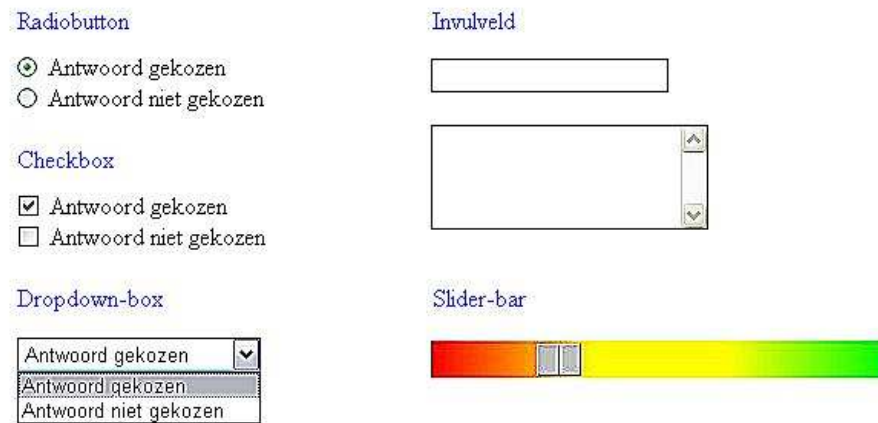 Radiobutton
Antwoord gekozen
Antwoord niet gekozen
Checkbox
Antwoord gekozen
Antwoord niet gekozen
Dropdown-box
Antwoord gekozen
Antwoord gekozen
Antwoord niet gekozen
Invulveld
Slider-bar